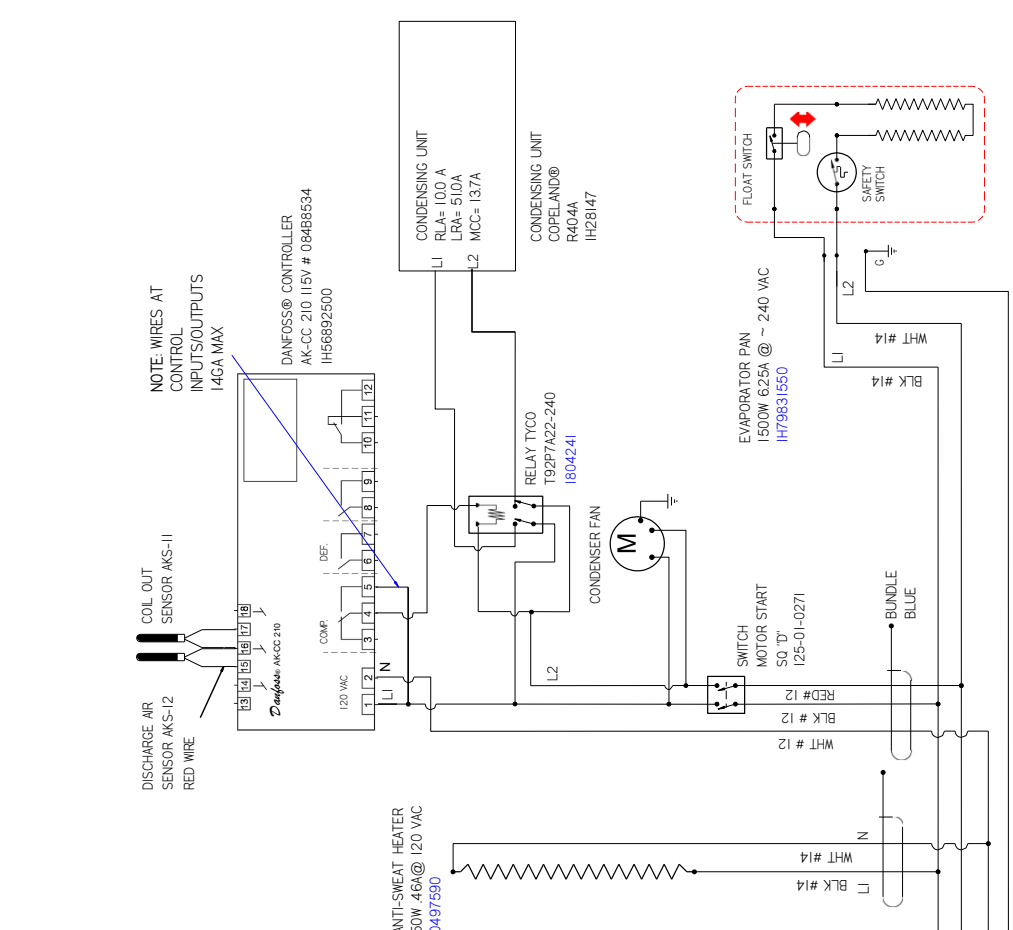 NOTE: WIRES AT
CONTROL
INPUTS/OUTPUTS
14GA MAX
DANFOSS® CONTROLLER
AK-CC 210 115V # 084B8534
IH56892500
CONDENSING UNIT
RLA= 10.0 A
LRA= 51.0A
MCC= 13.7A
L1
L2
CONDENSING UNIT
COPELAND®
R404A
IH28147
FLOAT SWITCH
SAFETY
SWITCH
G
L2
WHT #14
L1
BLK #14
EVAPORATOR PAN
1500W 6.25A @ ~ 240 VAC
IH79831550
RELAY TYCO
T92P7A22-240
1804241
CONDENSER FAN
M
COIL OUT
SENSOR AKS-11
DISCHARGE AIR
SENSOR AKS-12
RED WIRE
18
17
16
15
14
13
Danfoss® AK-CC 210
12
11
10
9
8
7
6
5
4
3
2
1
DEF.
COMP.
120 VAC
N
L1
L2
SWITCH
MOTOR START
SQ "D"
125-01-0271
BUNDLE
BLUE
RED# 12
BLK # 12
WHT # 12
ANTI-SWEAT HEATER
.46A@ 120 VAC
N
WHT #14
BLK #14
L1